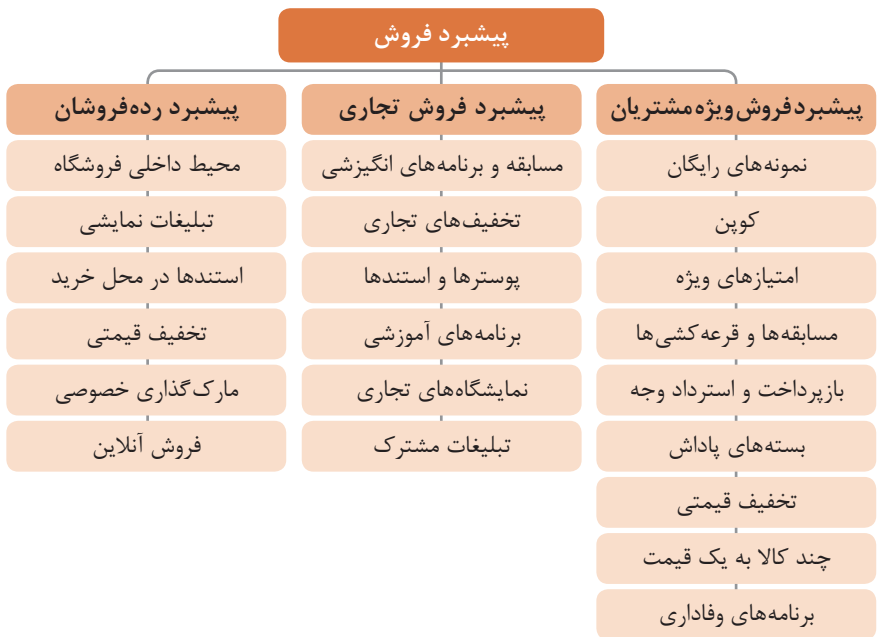 پیشبرد فروش
پیشبرد فروش ویژه مشتریان
نمونه‌های رایگان
کوپن
امتیازهای ویژه
مسابقه‌ها و قرعه‌کشی‌ها
بازپرداخت و استرداد وجه
بسته‌های پاداش
تخفیف قیمتی
چند کالا به یک قیمت
برنامه‌های وفاداری
پیشبرد فروش تجاری
مسابقه و برنامه‌های انگیزشی
تخفیف‌های تجاری
پوسترها و استندها
برنامه‌های آموزشی
نمایشگاه‌های تجاری
تبلیغات مشترک
پیشبرد رده‌فروشان
محیط داخلی فروشگاه
تبلیغات نمایشی
استندها در محل خرید
تخفیف قیمتی
مارک‌گذاری خصوصی
فروش آنلاین